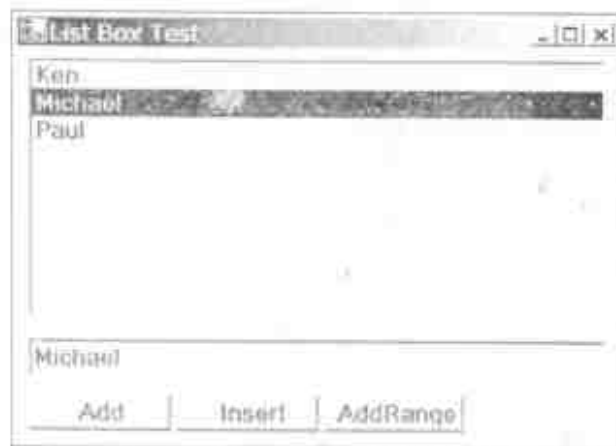 List Box Test
Ken
Michael
Paul
Michael
Add Insert AddRange